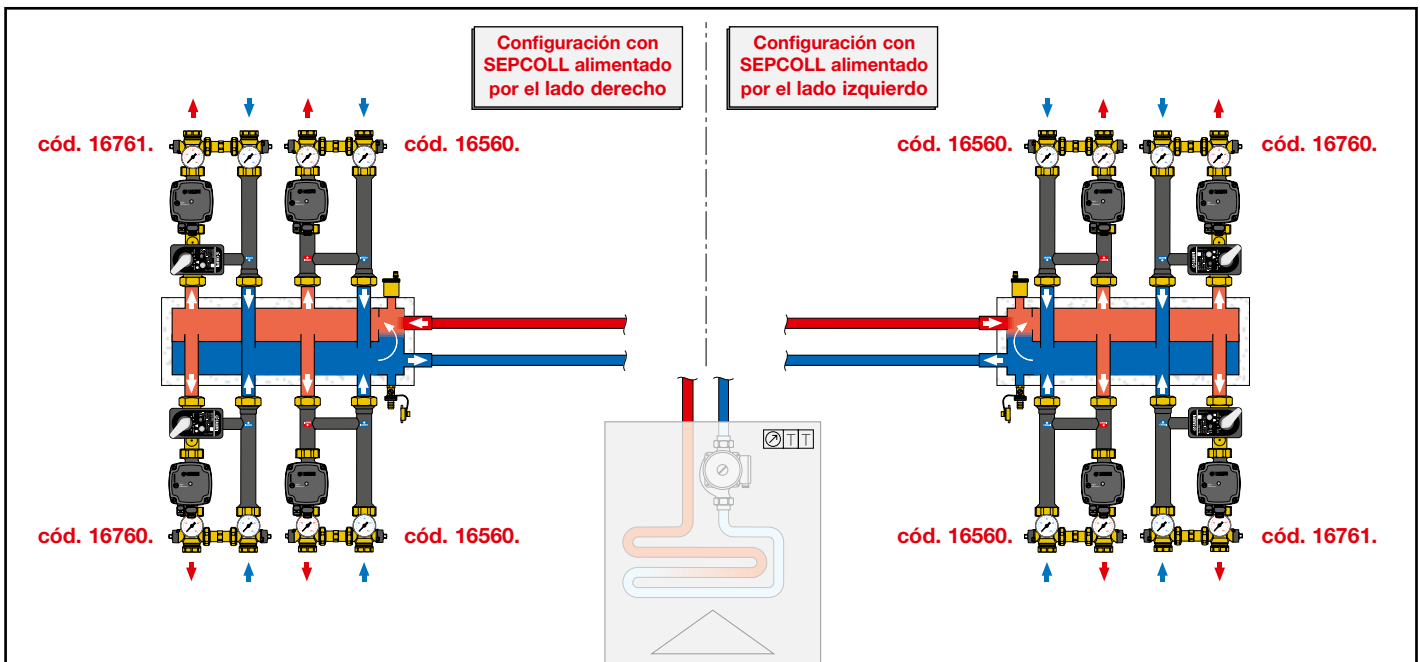 Configuración con
SEPCOLL alimentado
por el lado derecho
Configuración con
SEPCOLL alimentado
por el lado izquierdo
cód. 16761.
cód. 16560.
cód. 16560.
cód. 16760.
T T
cód. 16760.
cód. 16560.
cód. 16560.
cód. 16761.